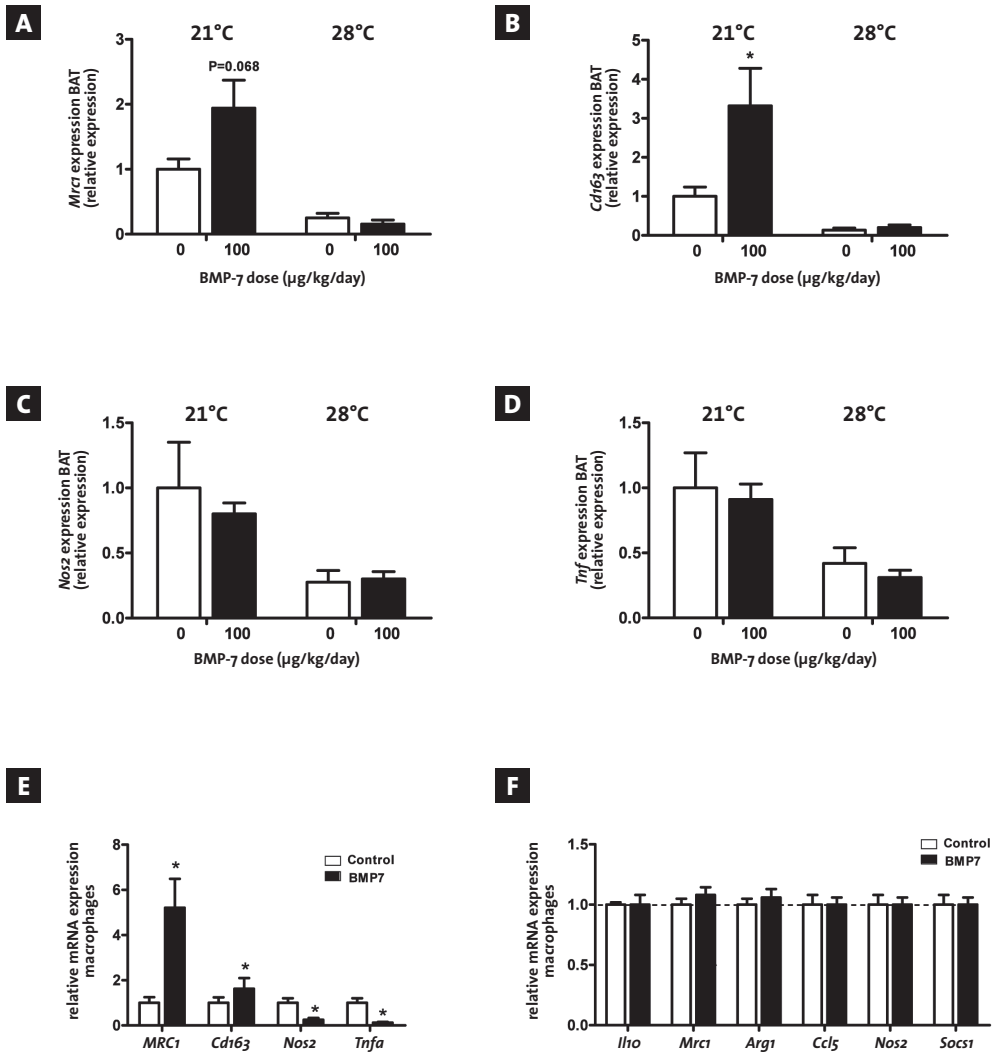 A
21°C
28°C
Mrc1 expression BAT
(relative expression)
3
2
1
0
P=0.068
0
100
0
100
BMP-7 dose (µg/kg/day)
B
21°C
28°C
Cd163 expression BAT
(relative expression)
5
4
3
2
1
0
*
0
100
0
100
BMP-7 dose (µg/kg/day)
C
21°C
28°C
Nos2 expression BAT
(relative expression)
1.5
1.0
0.5
0.0
0
100
0
100
BMP-7 dose (µg/kg/day)
D
21°C
28°C
Tnf expression BAT
(relative expression)
1.5
1.0
0.5
0.0
0
100
0
100
BMP-7 dose (µg/kg/day)
E
relative mRNA expression
macrophages
8
6
4
2
0
Control
BMP7
*
*
*
*
MRC1
Cd163
Nos2
Tnfa
F
relative mRNA expression
macrophages
1.5
1.0
0.5
0.0
Control
BMP7
Il10
Mrc1
Arg1
Ccl5
Nos2
Socs1